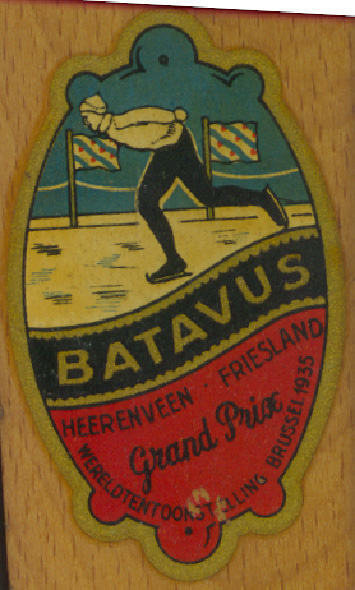 BATAVUS
HEERENVEEN · FRIESLAND
Grand Prix
WERELDTENTOONSTELLING BRUSSEL 1935